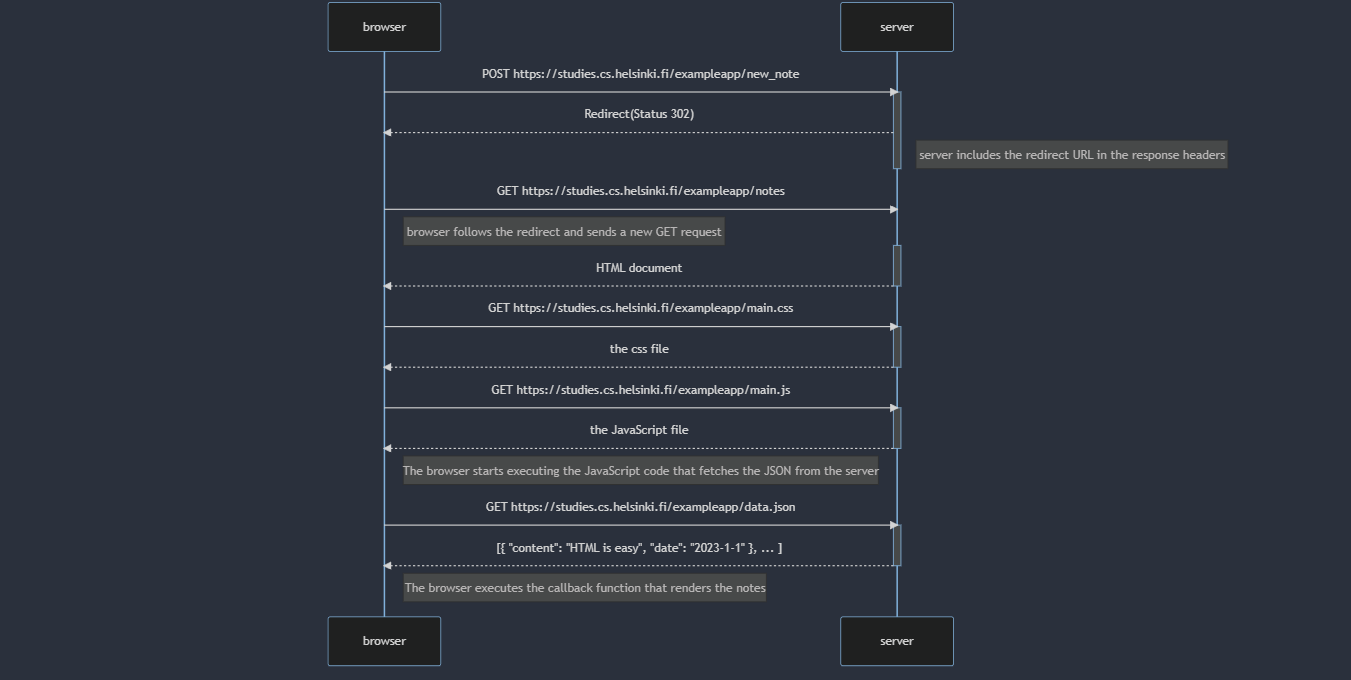 browser
server
POST https://studies.cs.helsinki.fi/exampleapp/new_note
Redirect(Status 302)
server includes the redirect URL in the response headers
GET https://studies.cs.helsinki.fi/exampleapp/notes
browser follows the redirect and sends a new GET request
HTML document
GET https://studies.cs.helsinki.fi/exampleapp/main.css
the css file
GET https://studies.cs.helsinki.fi/exampleapp/main.js
the JavaScript file
The browser starts executing the JavaScript code that fetches the JSON from the server
GET https://studies.cs.helsinki.fi/exampleapp/data.json
[{ "content": "HTML is easy", "date": "2023-1-1" }, ... ]
The browser executes the callback function that renders the notes
browser
server